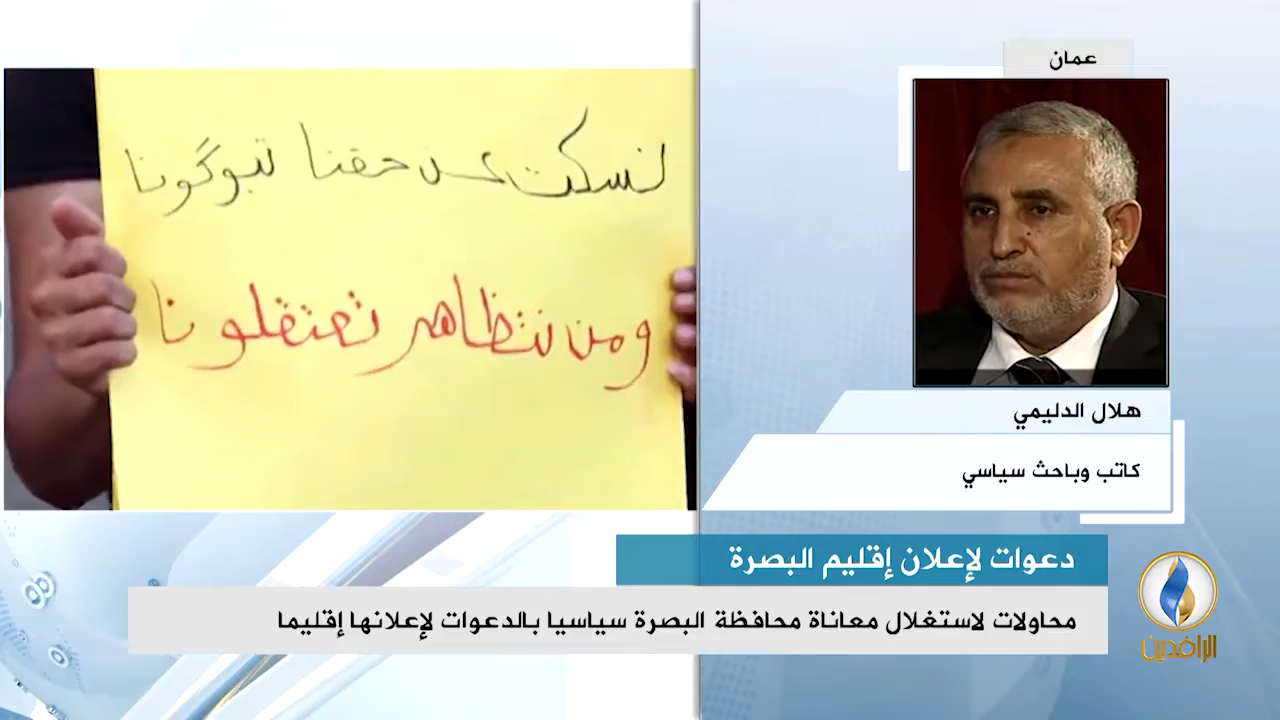 عمان
لنسكت عن حقنا تبوگونا
ومن نتظاهر تعتقلونا
هلال الدليمي
كاتب وباحث سياسي
دعوات لإعلان إقليم البصرة
محاولات لاستغلال معاناة محافظة البصرة سياسيا بالدعوات لإعلانها إقليما
الرافدين